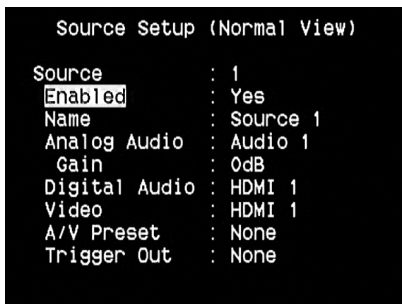 Source Setup (Normal View)
Source : 1
Enabled : Yes
Name : Source 1
Analog Audio : Audio 1
Gain : 0dB
Digital Audio : HDMI 1
Video : HDMI 1
A/V Preset : None
Trigger Out : None